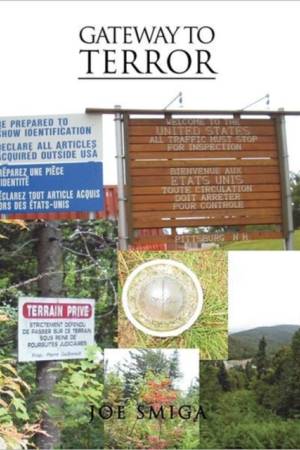 GATEWAY TO
TERROR
BE PREPARED TO
SHOW IDENTIFICATION
DECLARE ALL ARTICLES
ACQUIRED OUTSIDE USA
PRÉPAREZ UNE PIÈCE
D'IDENTITÉ
DÉCLAREZ TOUT ARTICLE ACQUIS
HORS DES ÉTATS-UNIS
WELCOME TO THE
UNITED STATES
ALL TRAFFIC MUST STOP
FOR INSPECTION
BIENVENUE AUX
ETATS UNIS
TOUTE CIRCULATION
DOIT ARRETER
POUR CONTROLE
PITTSBURG N.H.
TERRAIN PRIVÉ
STRICTEMENT DÉFENDU
DE PASSER SUR CE TERRAIN
SOUS PEINE DE
POURSUITES JUDICIAIRES
JOE SMIGA